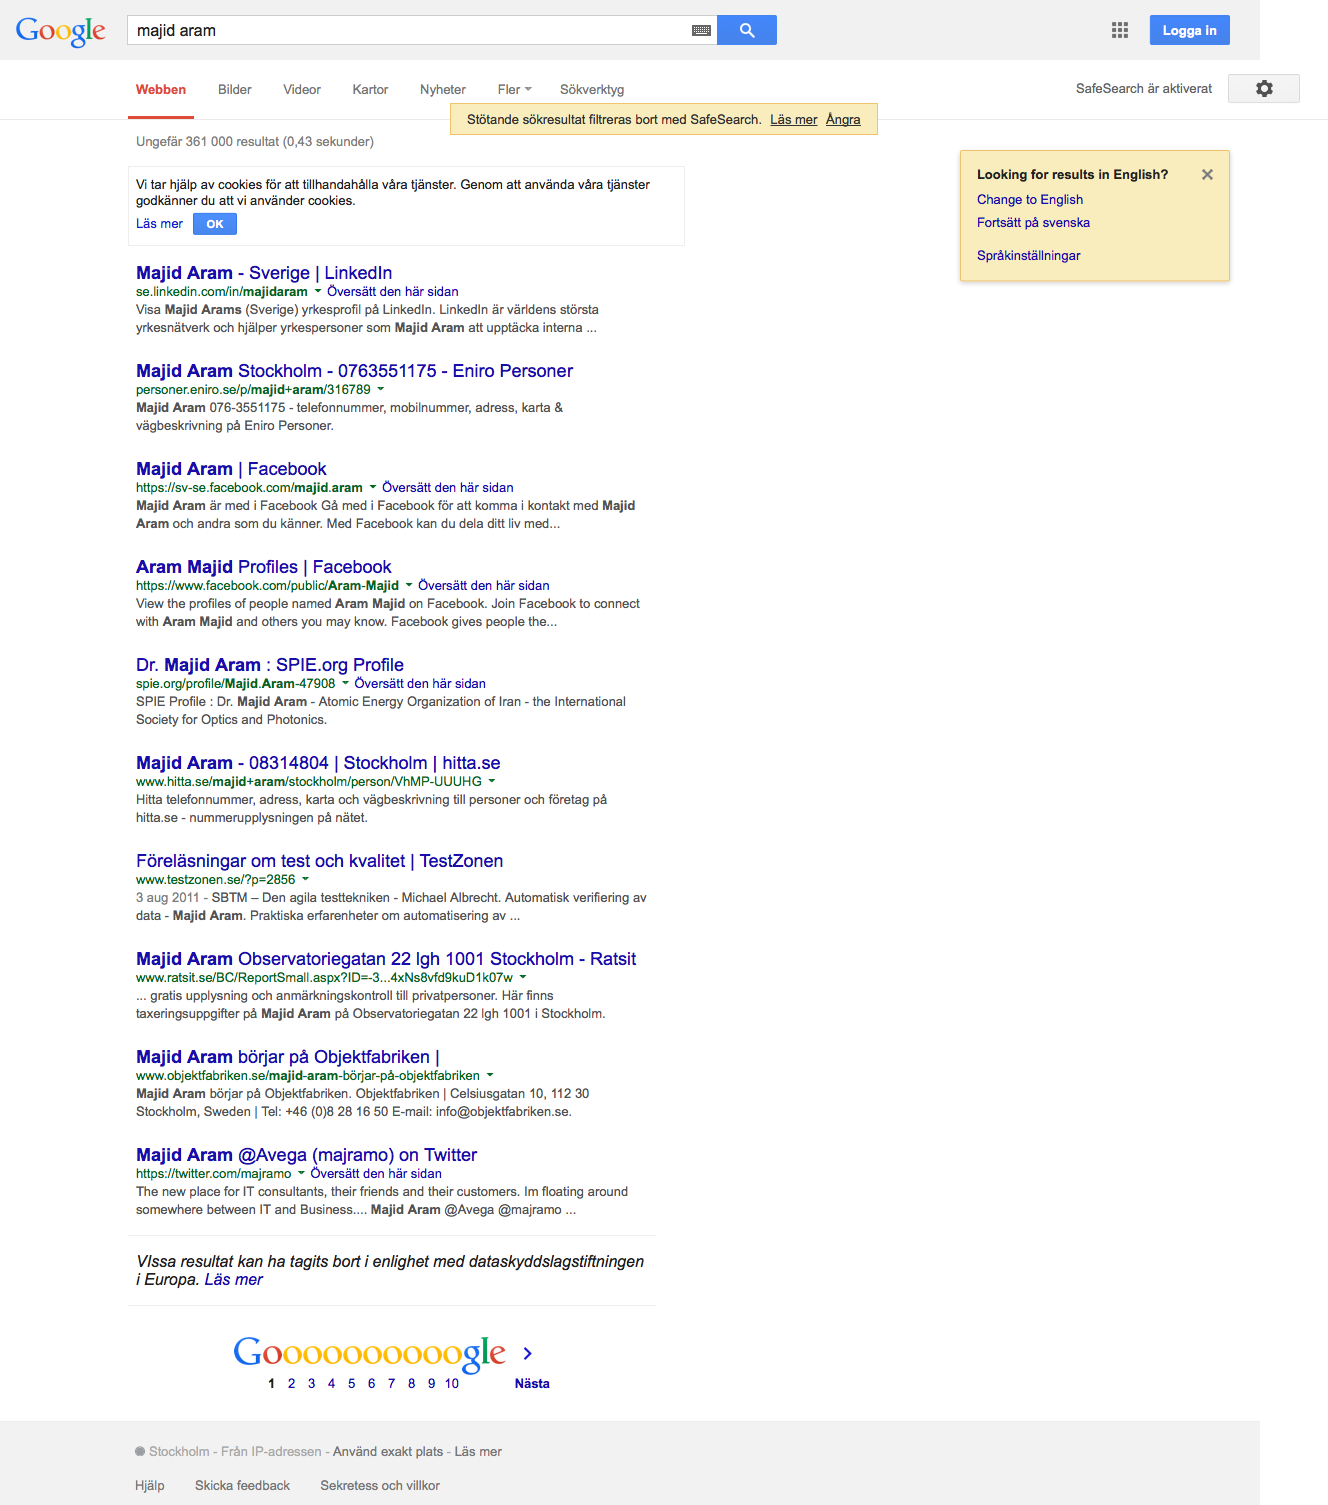 Google
majid aram
Logga in
Webben Bilder Videor Kartor Nyheter Fler Sökverktyg
SafeSearch är aktiverat
Stötande sökresultat filtreras bort med SafeSearch. Läs mer Ångra
Ungefär 361 000 resultat (0,43 sekunder)
Vi tar hjälp av cookies för att tillhandahålla våra tjänster. Genom att använda våra tjänster
godkänner du att vi använder cookies.
Läs mer OK
Looking for results in English?
Change to English
Fortsätt på svenska
Språkinställningar
Majid Aram - Sverige | LinkedIn
se.linkedin.com/in/majidaram Översätt den här sidan
Visa Majid Arams (Sverige) yrkesprofil på LinkedIn. LinkedIn är världens största
yrkesnätverk och hjälper yrkespersoner som Majid Aram att upptäcka interna ...
Majid Aram Stockholm - 0763551175 - Eniro Personer
personer.eniro.se/p/majid+aram/316789
Majid Aram 076-3551175 - telefonnummer, mobilnummer, adress, karta &
vägbeskrivning på Eniro Personer.
Majid Aram | Facebook
https://sv-se.facebook.com/majid.aram Översätt den här sidan
Majid Aram är med i Facebook Gå med i Facebook för att komma i kontakt med Majid
Aram och andra som du känner. Med Facebook kan du dela ditt liv med...
Aram Majid Profiles | Facebook
https://www.facebook.com/public/Aram-Majid Översätt den här sidan
View the profiles of people named Aram Majid on Facebook. Join Facebook to connect
with Aram Majid and others you may know. Facebook gives people the...
Dr. Majid Aram : SPIE.org Profile
spie.org/profile/Majid.Aram-47908 Översätt den här sidan
SPIE Profile : Dr. Majid Aram - Atomic Energy Organization of Iran - the International
Society for Optics and Photonics.
Majid Aram - 08314804 | Stockholm | hitta.se
www.hitta.se/majid+aram/stockholm/person/VhMP-UUUHG
Hitta telefonnummer, adress, karta och vägbeskrivning till personer och företag på
hitta.se - nummerupplysningen på nätet.
Föreläsningar om test och kvalitet | TestZonen
www.testzonen.se/?p=2856
3 aug 2011 - SBTM – Den agila testtekniken - Michael Albrecht. Automatisk verifiering av
data - Majid Aram. Praktiska erfarenheter om automatisering av ...
Majid Aram Observatoriegatan 22 lgh 1001 Stockholm - Ratsit
www.ratsit.se/BC/ReportSmall.aspx?ID=-3...4xNs8vfd9kuD1k07w
... gratis upplysning och anmärkningskontroll till privatpersoner. Här finns
taxeringsuppgifter på Majid Aram på Observatoriegatan 22 lgh 1001 i Stockholm.
Majid Aram börjar på Objektfabriken |
www.objektfabriken.se/majid-aram-börjar-på-objektfabriken
Majid Aram börjar på Objektfabriken. Objektfabriken | Celsiusgatan 10, 112 30
Stockholm, Sweden | Tel: +46 (0)8 28 16 50 E-mail: info@objektfabriken.se.
Majid Aram @Avega (majramo) on Twitter
https://twitter.com/majramo Översätt den här sidan
The new place for IT consultants, their friends and their customers. Im floating around
somewhere between IT and Business.... Majid Aram @Avega @majramo ...
VIssa resultat kan ha tagits bort i enlighet med dataskyddslagstiftningen
i Europa. Läs mer
Goooooooooogle
1 2 3 4 5 6 7 8 9 10 Nästa
Stockholm - Från IP-adressen - Använd exakt plats - Läs mer
Hjälp Skicka feedback Sekretess och villkor